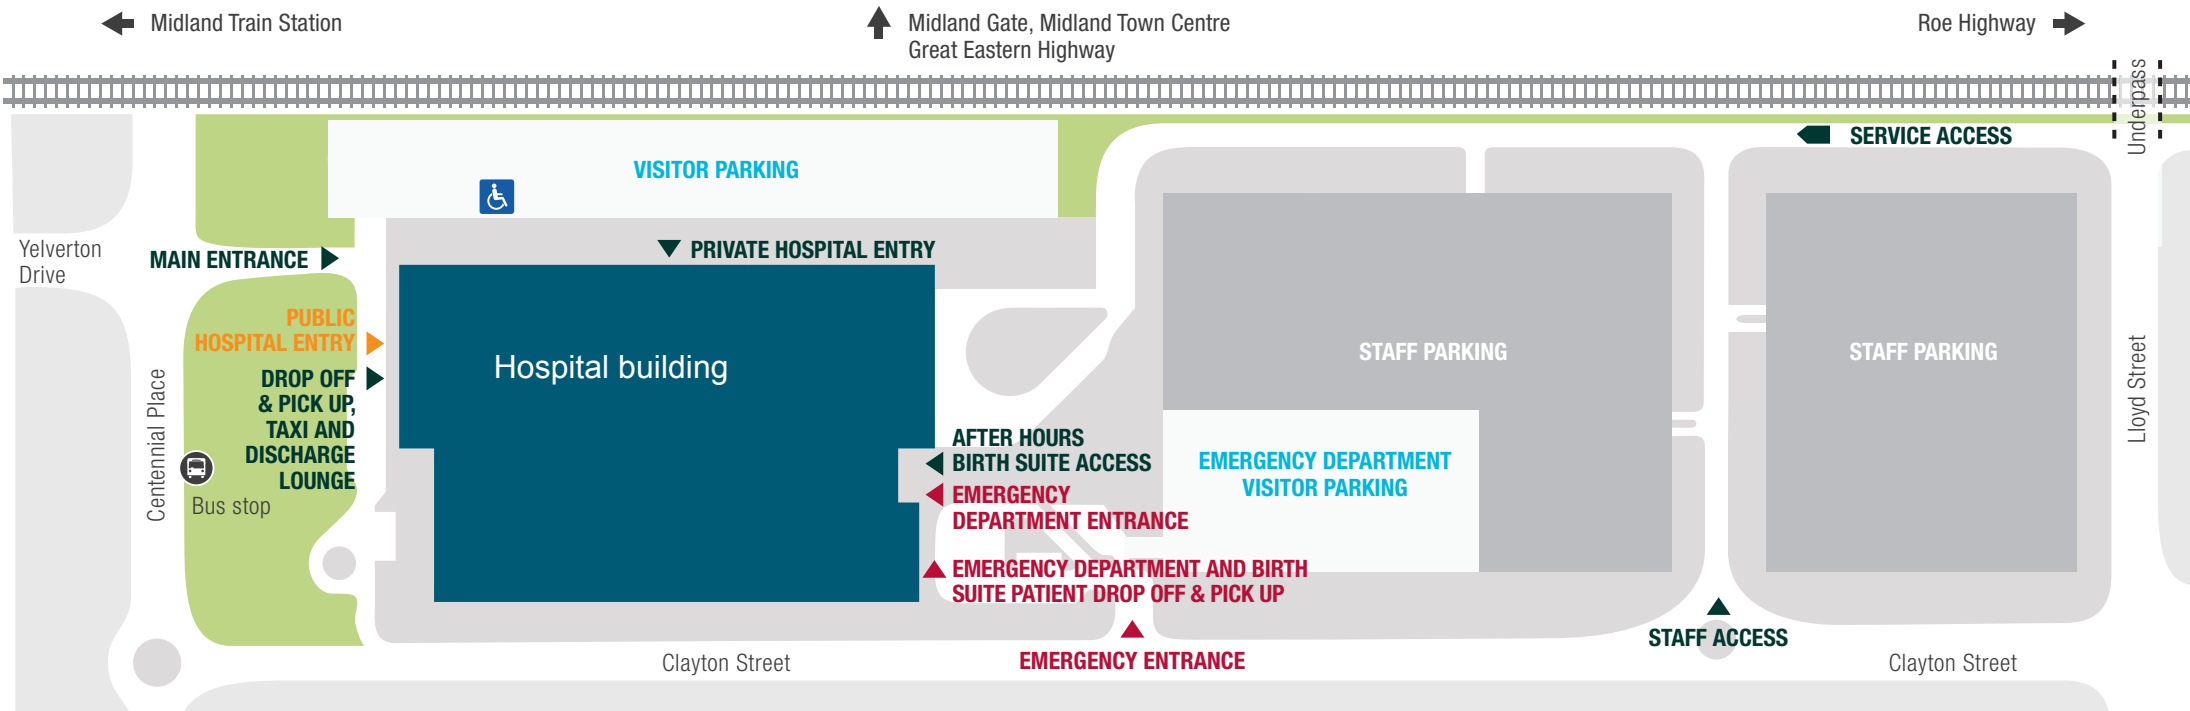 Midland Train Station
Midland Gate, Midland Town Centre
Great Eastern Highway
Roe Highway
Underpass
SERVICE ACCESS
VISITOR PARKING
Yelverton
Drive
MAIN ENTRANCE
PRIVATE HOSPITAL ENTRY
PUBLIC
HOSPITAL ENTRY
DROP OFF
& PICK UP,
TAXI AND
DISCHARGE
LOUNGE
Hospital building
STAFF PARKING
STAFF PARKING
Centennial Place
Bus stop
Lloyd Street
AFTER HOURS
BIRTH SUITE ACCESS
EMERGENCY
DEPARTMENT ENTRANCE
EMERGENCY DEPARTMENT
VISITOR PARKING
EMERGENCY DEPARTMENT AND BIRTH
SUITE PATIENT DROP OFF & PICK UP
STAFF ACCESS
Clayton Street
EMERGENCY ENTRANCE
Clayton Street